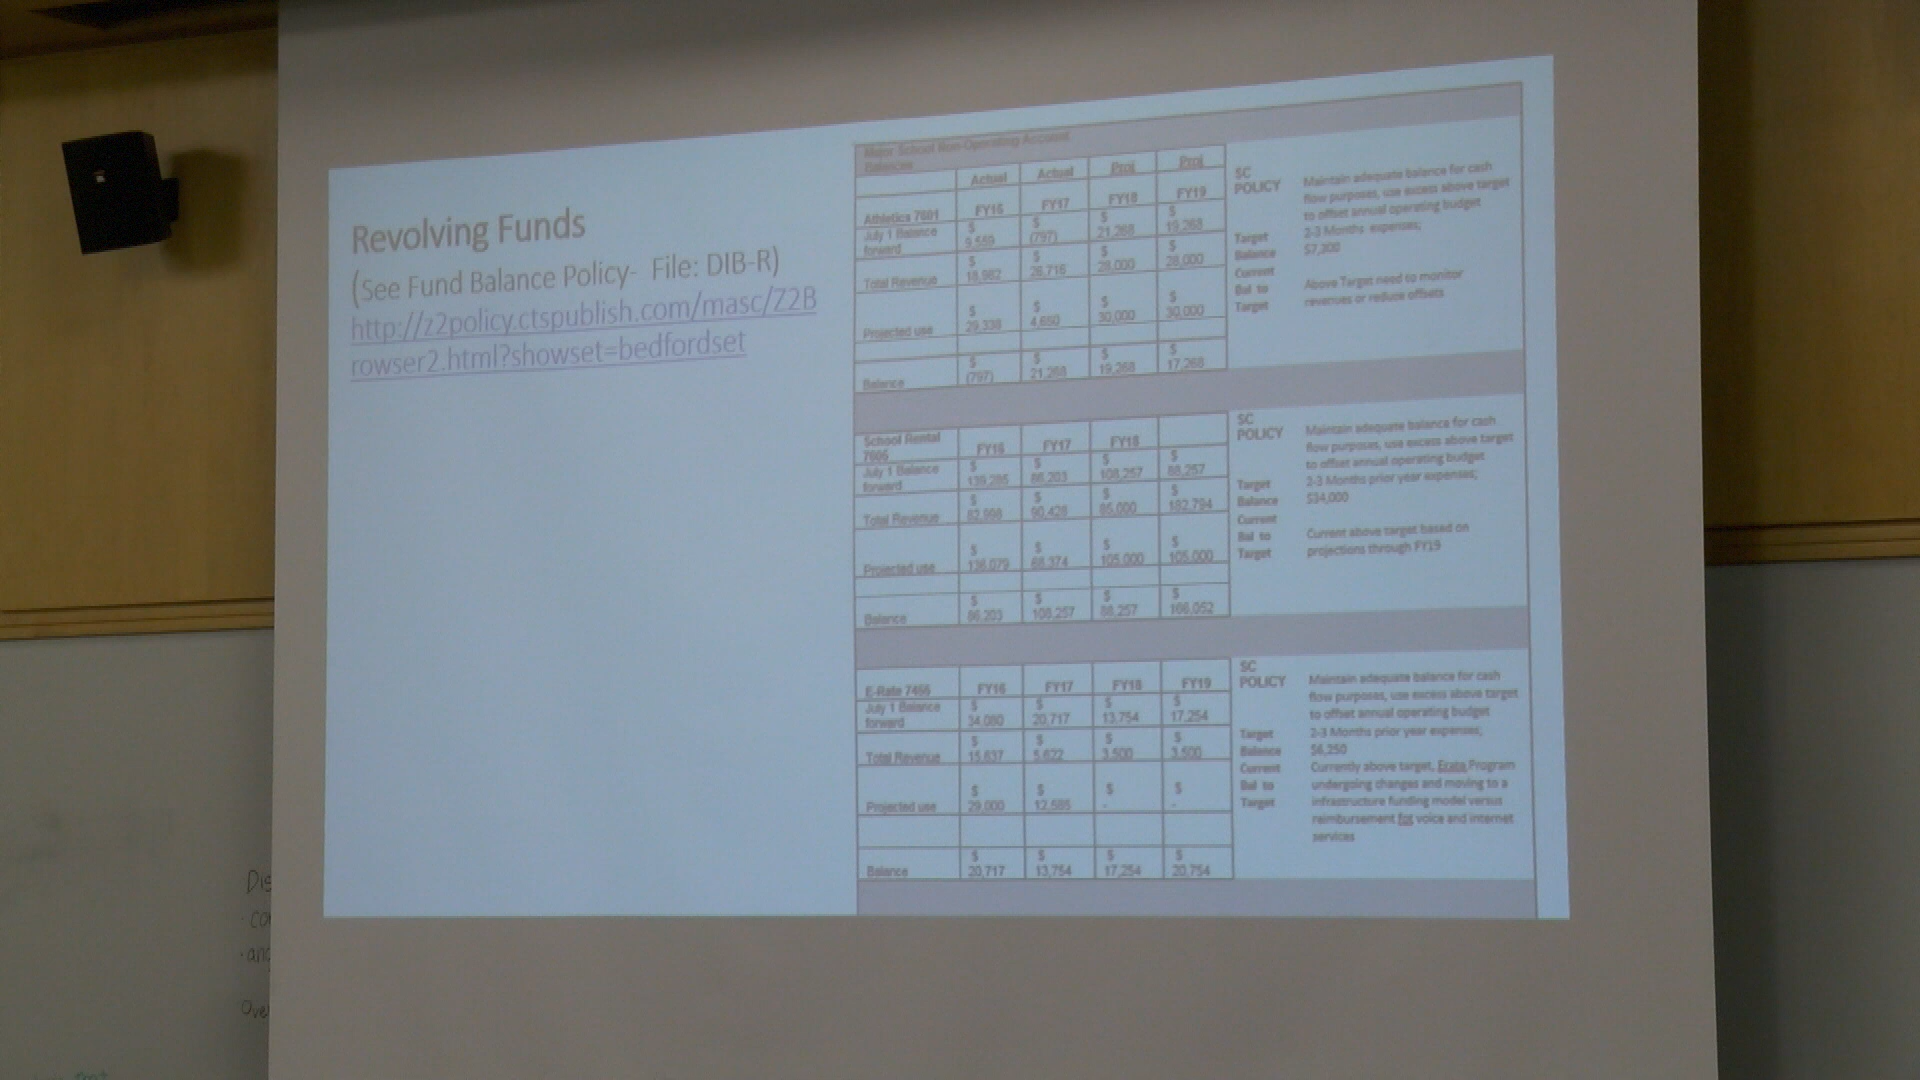 Revolving Funds
(See Fund Balance Policy-  File: DIB-R)
http://z2policy.ctspublish.com/masc/Z2B
rowser2.html?showset=bedfordset
Major School Non-Operating Account
Balances
Actual Actual Proj Proj
Athletics 7601 FY16 FY17 FY18 FY19
July 1 Balance forward $ 9,559 $ (797) $ 21,268 $ 19,268
Total Revenue $ 18,982 $ 26,716 $ 28,000 $ 28,000
Projected use $ 29,338 $ 4,650 $ 30,000 $ 30,000
Balance $ (797) $ 21,268 $ 19,268 $ 17,268
SC POLICY
Maintain adequate balance for cash
flow purposes, use excess above target
to offset annual operating budget
Target Balance
2-3 Months expenses;
$7,300
Current Bal to Target
Above Target need to monitor
revenues or reduce offsets
School Rental 7605 FY16 FY17 FY18
July 1 Balance forward $ 139,285 $ 86,203 $ 108,257 $ 88,257
Total Revenue $ 82,998 $ 90,428 $ 85,000 $ 182,794
Projected use $ 136,079 $ 68,374 $ 105,000 $ 105,000
Balance $ 86,203 $ 108,257 $ 88,257 $ 166,052
SC POLICY
Maintain adequate balance for cash
flow purposes, use excess above target
to offset annual operating budget
Target Balance
2-3 Months prior year expenses;
$34,000
Current Bal to Target
Current above target based on
projections through FY19
E-Rate 7455 FY16 FY17 FY18 FY19
July 1 Balance forward $ 34,080 $ 20,717 $ 13,754 $ 17,254
Total Revenue $ 15,637 $ 5,622 $ 3,500 $ 3,500
Projected use $ 29,000 $ 12,585 $ - $ -
Balance $ 20,717 $ 13,754 $ 17,254 $ 20,754
SC POLICY
Maintain adequate balance for cash
flow purposes, use excess above target
to offset annual operating budget
Target Balance
2-3 Months prior year expenses;
$6,250
Current Bal to Target
Currently above target, Erate Program
undergoing changes and moving to a
infrastructure funding model versus
reimbursement for voice and internet
services